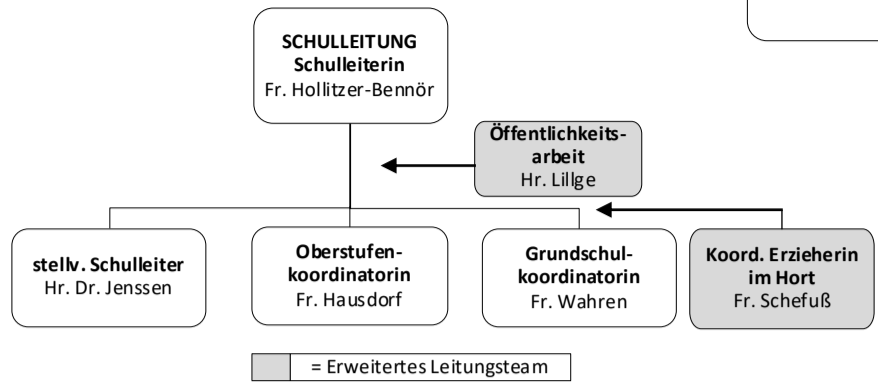 SCHULLEITUNG
Schulleiterin
Fr. Hollitzer-Bennör
Öffentlichkeits-
arbeit
Hr. Lillge
stellv. Schulleiter
Hr. Dr. Jenssen
Oberstufen-
koordinatorin
Fr. Hausdorf
Grundschul-
koordinatorin
Fr. Wahren
Koord. Erzieherin
im Hort
Fr. Schefuß
= Erweitertes Leitungsteam